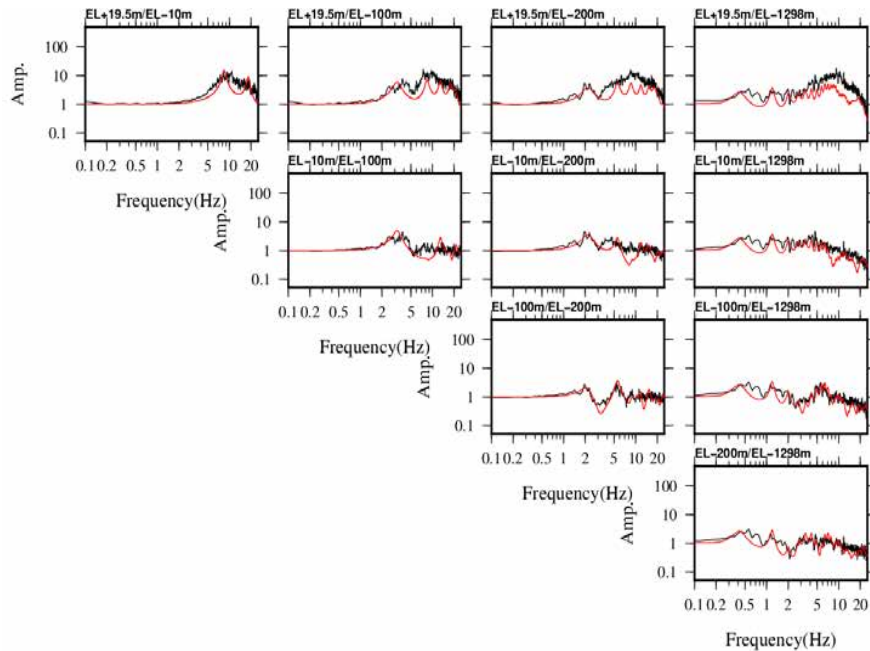 EL+19.5m/EL-10m
EL+19.5m/EL-100m
EL+19.5m/EL-200m
EL+19.5m/EL-1298m
Amp.
100
10
1
0.1
0.1 0.2 0.5 1 2 5 10 20
Frequency(Hz)
EL-10m/EL-100m
EL-10m/EL-200m
EL-10m/EL-1298m
Amp.
100
10
1
0.1
0.1 0.2 0.5 1 2 5 10 20
Frequency(Hz)
EL-100m/EL-200m
EL-100m/EL-1298m
Amp.
100
10
1
0.1
0.1 0.2 0.5 1 2 5 10 20
Frequency(Hz)
EL-200m/EL-1298m
Amp.
100
10
1
0.1
0.1 0.2 0.5 1 2 5 10 20
Frequency(Hz)